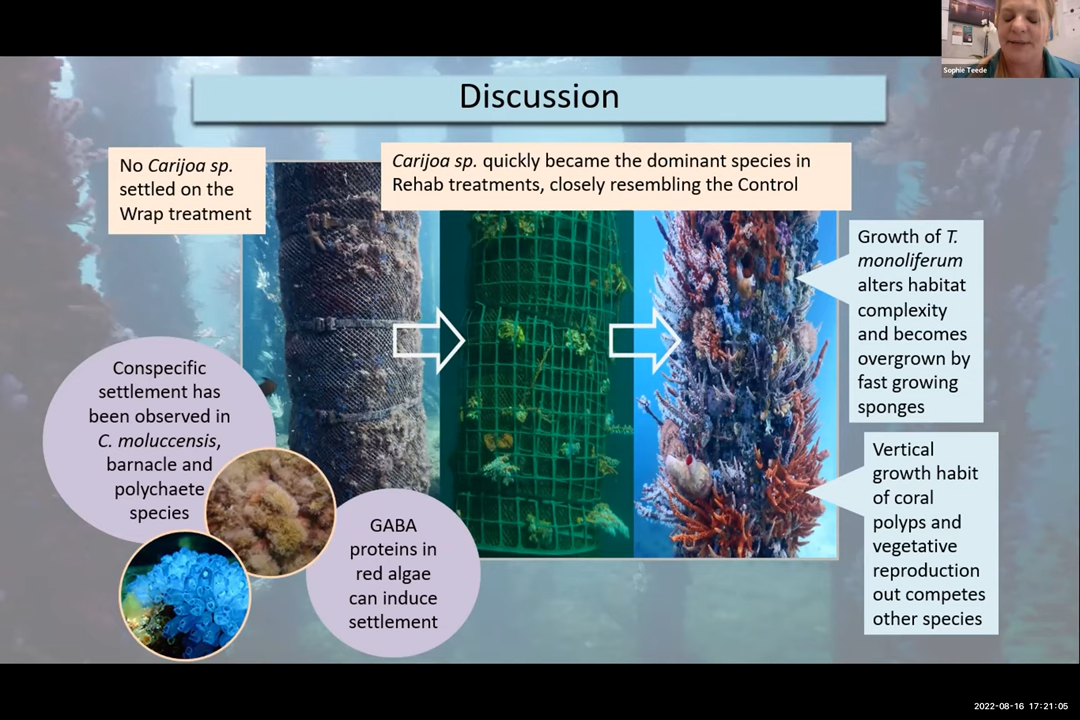 Sophie Teede
Discussion
No Carijoa sp.
settled on the
Wrap treatment
Carijoa sp. quickly became the dominant species in
Rehab treatments, closely resembling the Control
Growth of T.
monoliferum
alters habitat
complexity
and becomes
overgrown by
fast growing
sponges
Conspecific
settlement has
been observed in
C. moluccensis,
barnacle and
polychaete
species
GABA
proteins in
red algae
can induce
settlement
Vertical
growth habit
of coral
polyps and
vegetative
reproduction
out competes
other species
2022-08-16 17:21:05